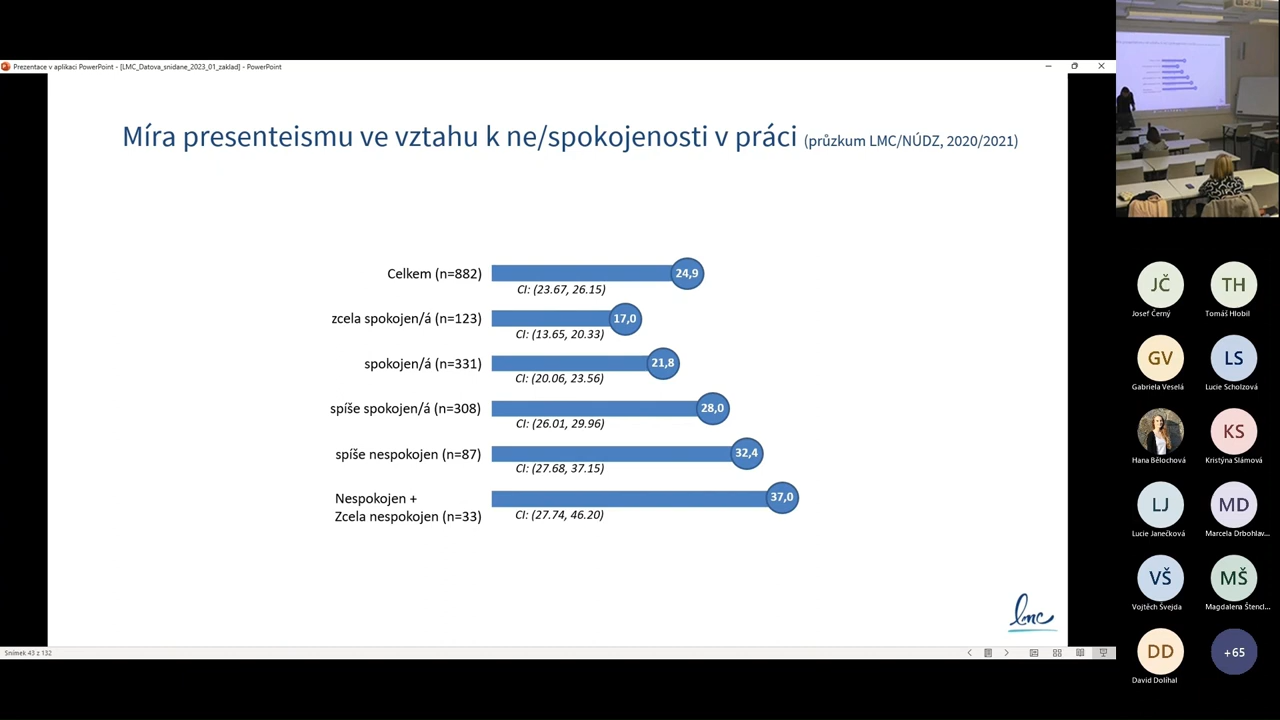 Prezentace v aplikaci PowerPoint - [LMC_Datova_snidane_2023_01_zaklad] - PowerPoint
Míra presenteismu ve vztahu k ne/spokojenosti v práci (průzkum LMC/NÚDZ, 2020/2021)
Celkem (n=882) 24,9
CI: (23.67, 26.15)
zcela spokojen/á (n=123) 17,0
CI: (13.65, 20.33)
spokojen/á (n=331) 21,8
CI: (20.06, 23.56)
spíše spokojen/á (n=308) 28,0
CI: (26.01, 29.96)
spíše nespokojen (n=87) 32,4
CI: (27.68, 37.15)
Nespokojen +
Zcela nespokojen (n=33) 37,0
CI: (27.74, 46.20)
lmc
Snímek 43 z 132
JČ TH
Josef Černý Tomáš Hlobil
GV LS
Gabriela Veselá Lucie Scholzová
KS
Hana Bělochová Kristýna Slámová
LJ MD
Lucie Janečková Marcela Drbohlav...
VŠ MŠ
Vojtěch Švejda Magdalena Štencl...
DD +65
David Dolíhal